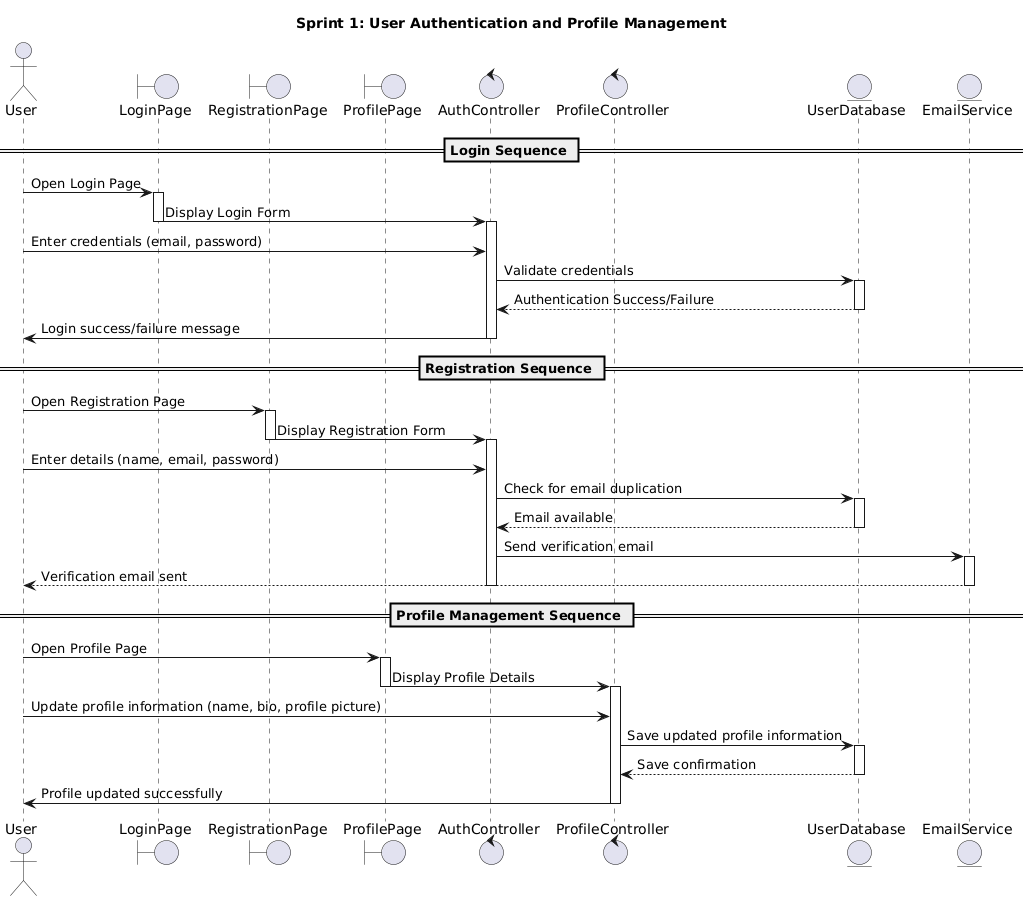 Sprint 1: User Authentication and Profile Management
User
LoginPage
RegistrationPage
ProfilePage
AuthController
ProfileController
UserDatabase
EmailService
Login Sequence
Open Login Page
Display Login Form
Enter credentials (email, password)
Validate credentials
Authentication Success/Failure
Login success/failure message
Registration Sequence
Open Registration Page
Display Registration Form
Enter details (name, email, password)
Check for email duplication
Email available
Send verification email
Verification email sent
Profile Management Sequence
Open Profile Page
Display Profile Details
Update profile information (name, bio, profile picture)
Save updated profile information
Save confirmation
Profile updated successfully
User
LoginPage
RegistrationPage
ProfilePage
AuthController
ProfileController
UserDatabase
EmailService